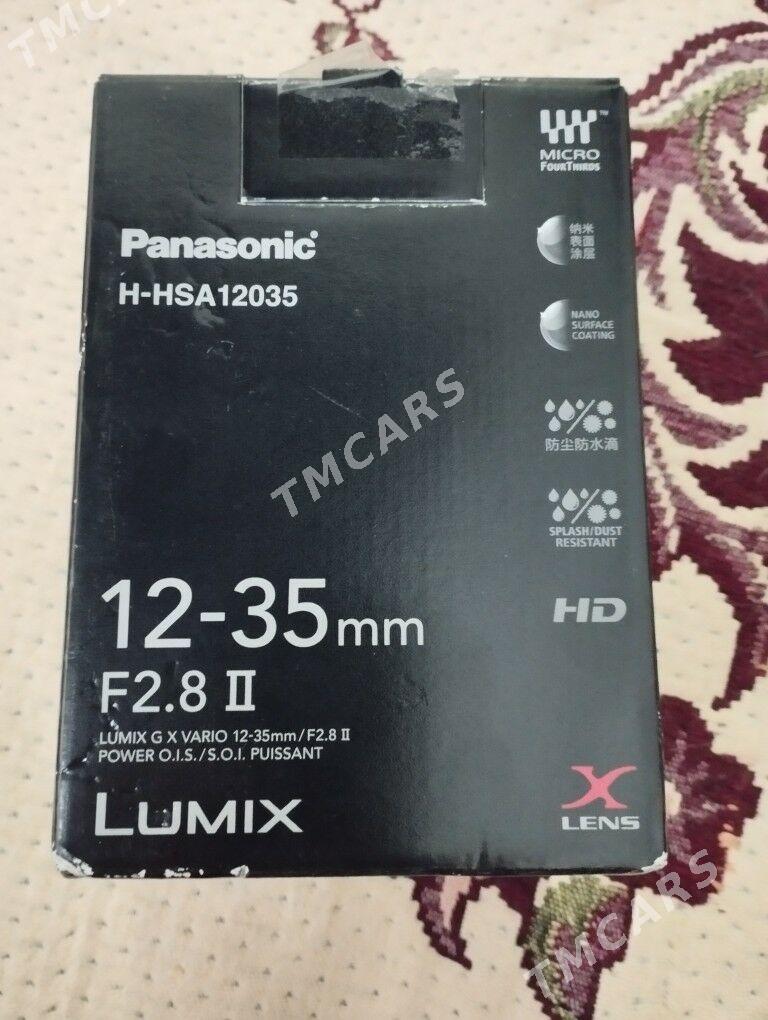 TMCARS
MICRO
FOURTHIRDS
Panasonic
H-HSA12035
纳米
表面
涂层
NANO
SURFACE
COATING
TMCARS
防尘防水滴
SPLASH/DUST
RESISTANT
12-35mm
F2.8 II
HD
LUMIX G X VARIO 12-35mm/F2.8 II
POWER O.I.S./S.O.I. PUISSANT
LUMIX
X
LENS
TMCARS